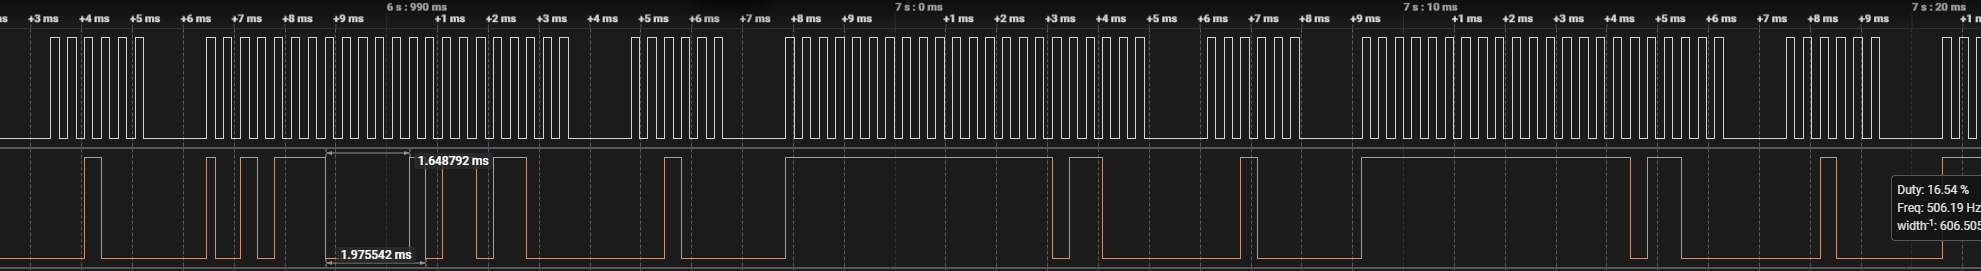 6 s : 990 ms 7 s : 0 ms 7 s : 10 ms 7 s : 20 ms
+3 ms +4 ms +5 ms +6 ms +7 ms +8 ms +9 ms +1 ms +2 ms +3 ms +4 ms +5 ms +6 ms +7 ms +8 ms +9 ms +1 ms +2 ms +3 ms +4 ms +5 ms +6 ms +7 ms +8 ms +9 ms +1 ms +2 ms +3 ms +4 ms +5 ms +6 ms +7 ms +8 ms +9 ms
1.648792 ms
Duty: 16.54 %
Freq: 506.19 Hz
width⁻¹: 606.505
1.975542 ms